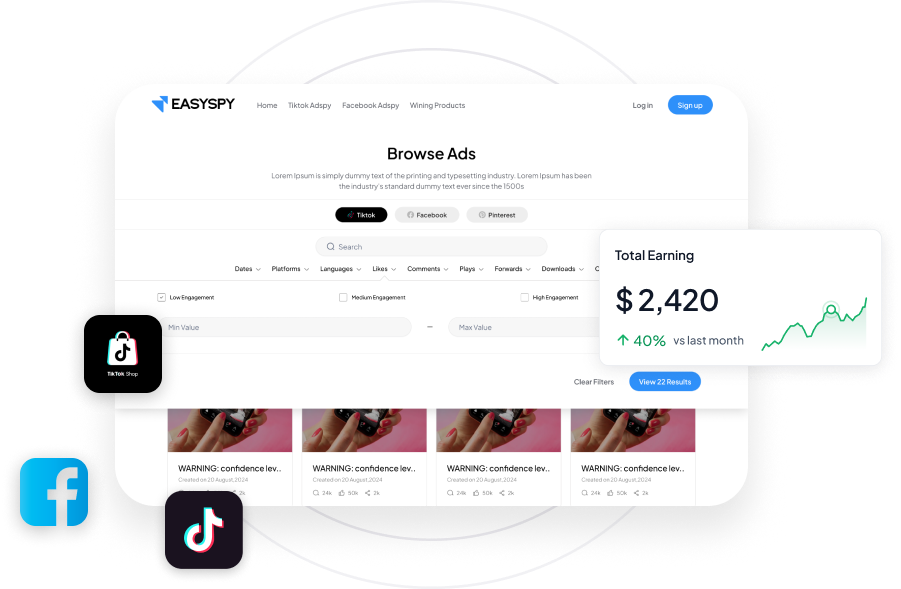 EASYSPY
Home Tiktok Adspy Facebook Adspy Wining Products
Log in Sign up
Browse Ads
Lorem Ipsum is simply dummy text of the printing and typesetting industry. Lorem Ipsum has been
the industry's standard dummy text ever since the 1500s
Tiktok Facebook Pinterest
Search
Dates Platforms Languages Likes Comments Plays Forwards Downloads C
Low Engagement Medium Engagement High Engagement
Min Value – Max Value
Clear Filters View 22 Results
Total Earning
$ 2,420
40% vs last month
TikTok Shop
WARNING: confidence lev.. WARNING: confidence lev.. WARNING: confidence lev.. WARNING: confidence lev..
Created on 20 August,2024 Created on 20 August,2024 Created on 20 August,2024 Created on 20 August,2024
2k 24k 50k 2k 24k 50k 2k 24k 50k 2k